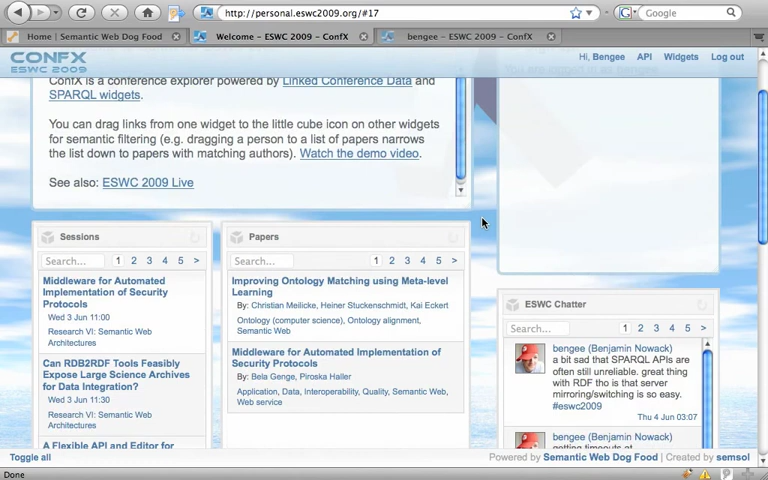 http://personal.eswc2009.org/#17
Google
Home | Semantic Web Dog Food
Welcome – ESWC 2009 - ConfX
bengee – ESWC 2009 - ConfX
CONFX
ESWC 2009
Hi, Bengee API Widgets Log out
ConfX is a conference explorer powered by Linked Conference Data and
SPARQL widgets.
You can drag links from one widget to the little cube icon on other widgets
for semantic filtering (e.g. dragging a person to a list of papers narrows
the list down to papers with matching authors). Watch the demo video.
See also: ESWC 2009 Live
Sessions
Search... 1 2 3 4 5 >
Middleware for Automated
Implementation of Security
Protocols
Wed 3 Jun 11:00
Research VI: Semantic Web
Architectures
Can RDB2RDF Tools Feasibly
Expose Large Science Archives
for Data Integration?
Wed 3 Jun 11:30
Research VI: Semantic Web
Architectures
A Flexible API and Editor for
Papers
Search... 1 2 3 4 5 >
Improving Ontology Matching using Meta-level
Learning
By: Christian Meilicke, Heiner Stuckenschmidt, Kai Eckert
Ontology (computer science), Ontology alignment,
Semantic Web
Middleware for Automated Implementation of
Security Protocols
By: Bela Genge, Piroska Haller
Application, Data, Interoperability, Quality, Semantic Web,
Web service
ESWC Chatter
Search... 1 2 3 4 5 >
bengee (Benjamin Nowack)
a bit sad that SPARQL APIs are
often still unreliable. great thing
with RDF tho is that server
mirroring/switching is so easy.
#eswc2009
Thu 4 Jun 03:07
bengee (Benjamin Nowack)
Toggle all
Powered by Semantic Web Dog Food | Created by semsol
Done